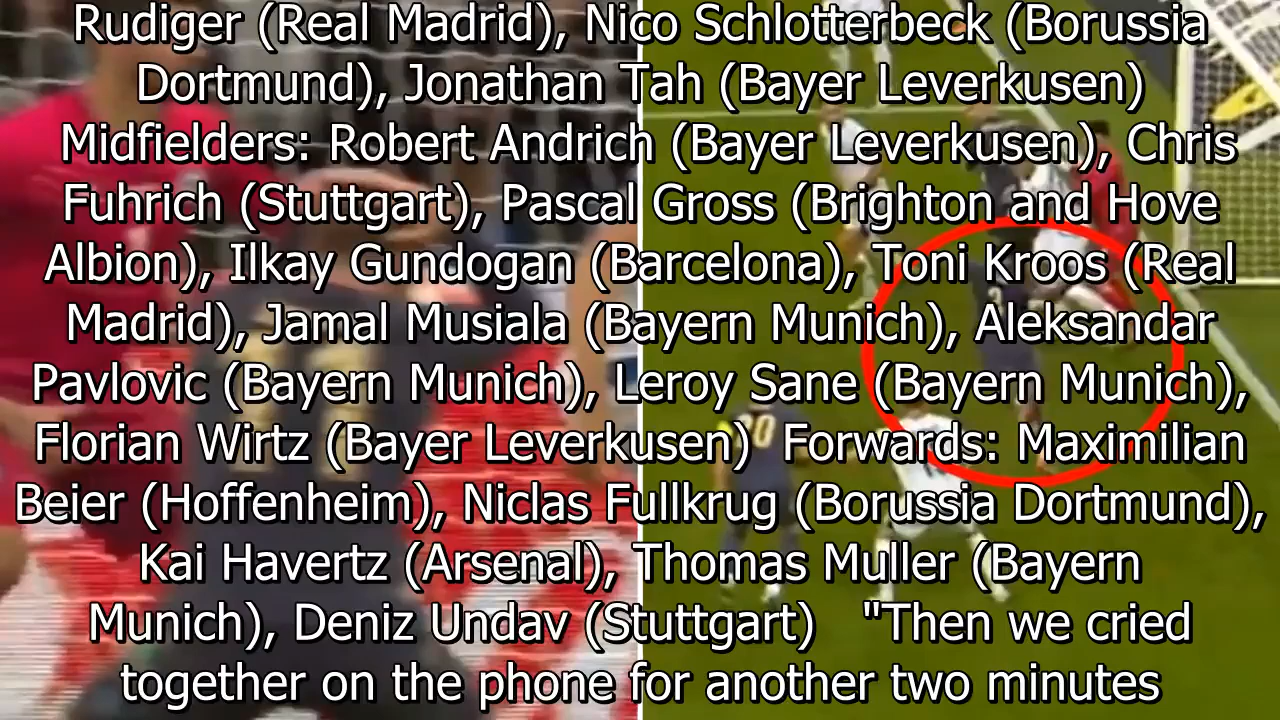 Rudiger (Real Madrid), Nico Schlotterbeck (Borussia
Dortmund), Jonathan Tah (Bayer Leverkusen)
Midfielders: Robert Andrich (Bayer Leverkusen), Chris
Fuhrich (Stuttgart), Pascal Gross (Brighton and Hove
Albion), Ilkay Gundogan (Barcelona), Toni Kroos (Real
Madrid), Jamal Musiala (Bayern Munich), Aleksandar
Pavlovic (Bayern Munich), Leroy Sane (Bayern Munich),
Florian Wirtz (Bayer Leverkusen)  Forwards: Maximilian
Beier (Hoffenheim), Niclas Fullkrug (Borussia Dortmund),
Kai Havertz (Arsenal), Thomas Muller (Bayern
Munich), Deniz Undav (Stuttgart)   "Then we cried
together on the phone for another two minutes